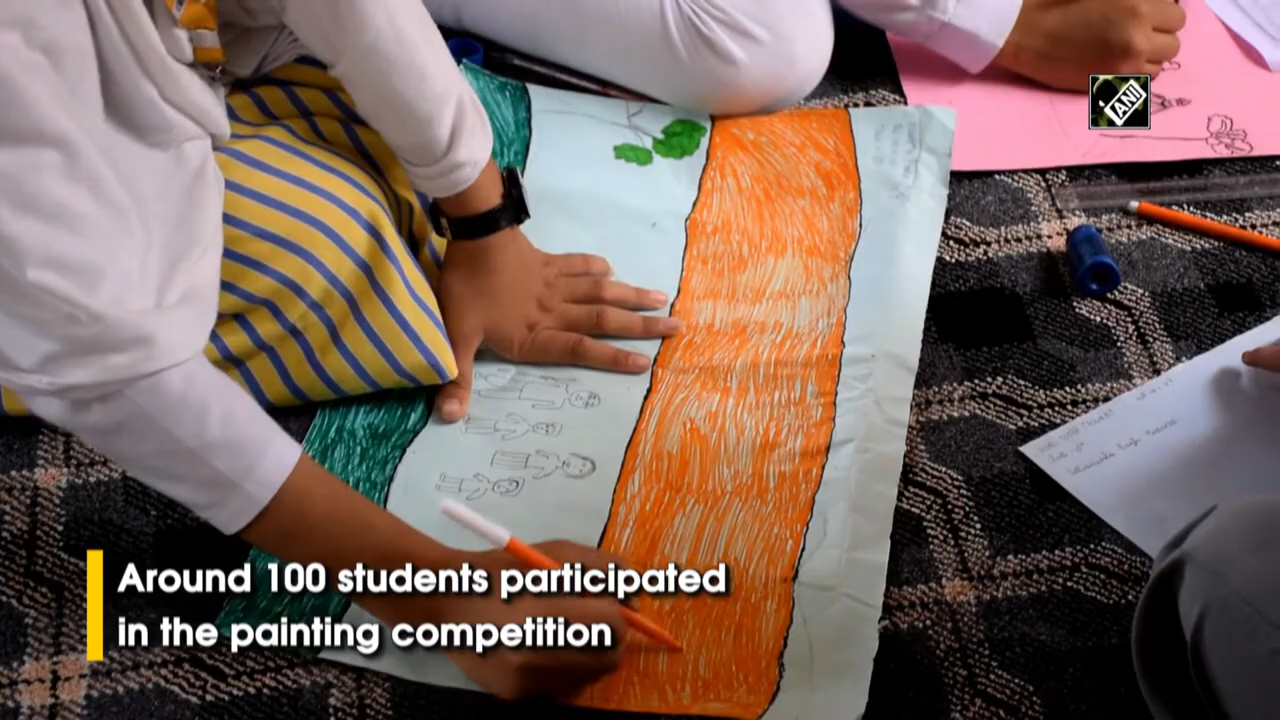 ANI
Around 100 students participated
in the painting competition